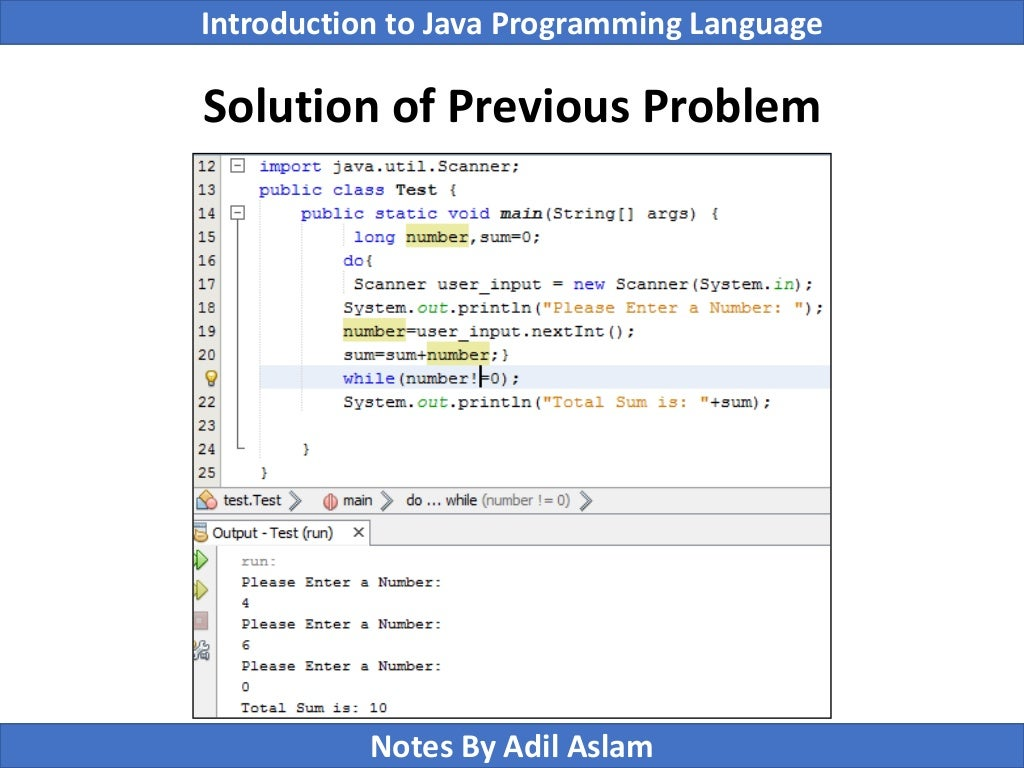 Introduction to Java Programming Language
Solution of Previous Problem
12 import java.util.Scanner;
13 public class Test {
14 public static void main(String[] args) {
15 long number,sum=0;
16 do{
17 Scanner user_input = new Scanner(System.in);
18 System.out.println("Please Enter a Number: ");
19 number=user_input.nextInt();
20 sum=sum+number;}
while(number!=0);
22 System.out.println("Total Sum is: "+sum);
23
24 }
25 }
test.Test main do ... while (number != 0)
Output - Test (run)
run:
Please Enter a Number:
4
Please Enter a Number:
6
Please Enter a Number:
0
Total Sum is: 10
Notes By Adil Aslam